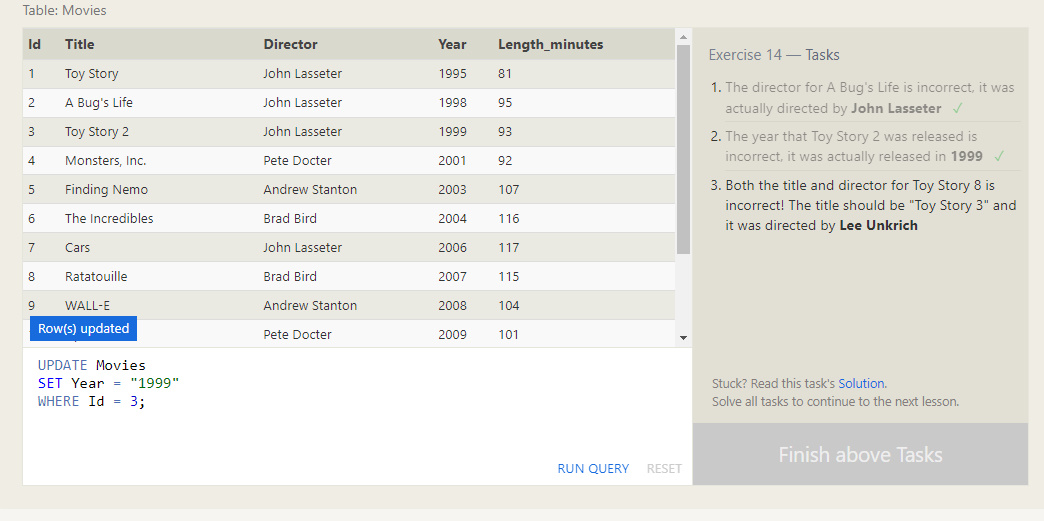 Table: Movies
Id Title Director Year Length_minutes
1 Toy Story John Lasseter 1995 81
2 A Bug's Life John Lasseter 1998 95
3 Toy Story 2 John Lasseter 1999 93
4 Monsters, Inc. Pete Docter 2001 92
5 Finding Nemo Andrew Stanton 2003 107
6 The Incredibles Brad Bird 2004 116
7 Cars John Lasseter 2006 117
8 Ratatouille Brad Bird 2007 115
9 WALL-E Andrew Stanton 2008 104
Pete Docter 2009 101
Row(s) updated
UPDATE Movies
SET Year = "1999"
WHERE Id = 3;
RUN QUERY RESET
Exercise 14 — Tasks
1. The director for A Bug's Life is incorrect, it was
actually directed by John Lasseter ✓
2. The year that Toy Story 2 was released is
incorrect, it was actually released in 1999 ✓
3. Both the title and director for Toy Story 8 is
incorrect! The title should be "Toy Story 3" and
it was directed by Lee Unkrich
Stuck? Read this task's Solution.
Solve all tasks to continue to the next lesson.
Finish above Tasks